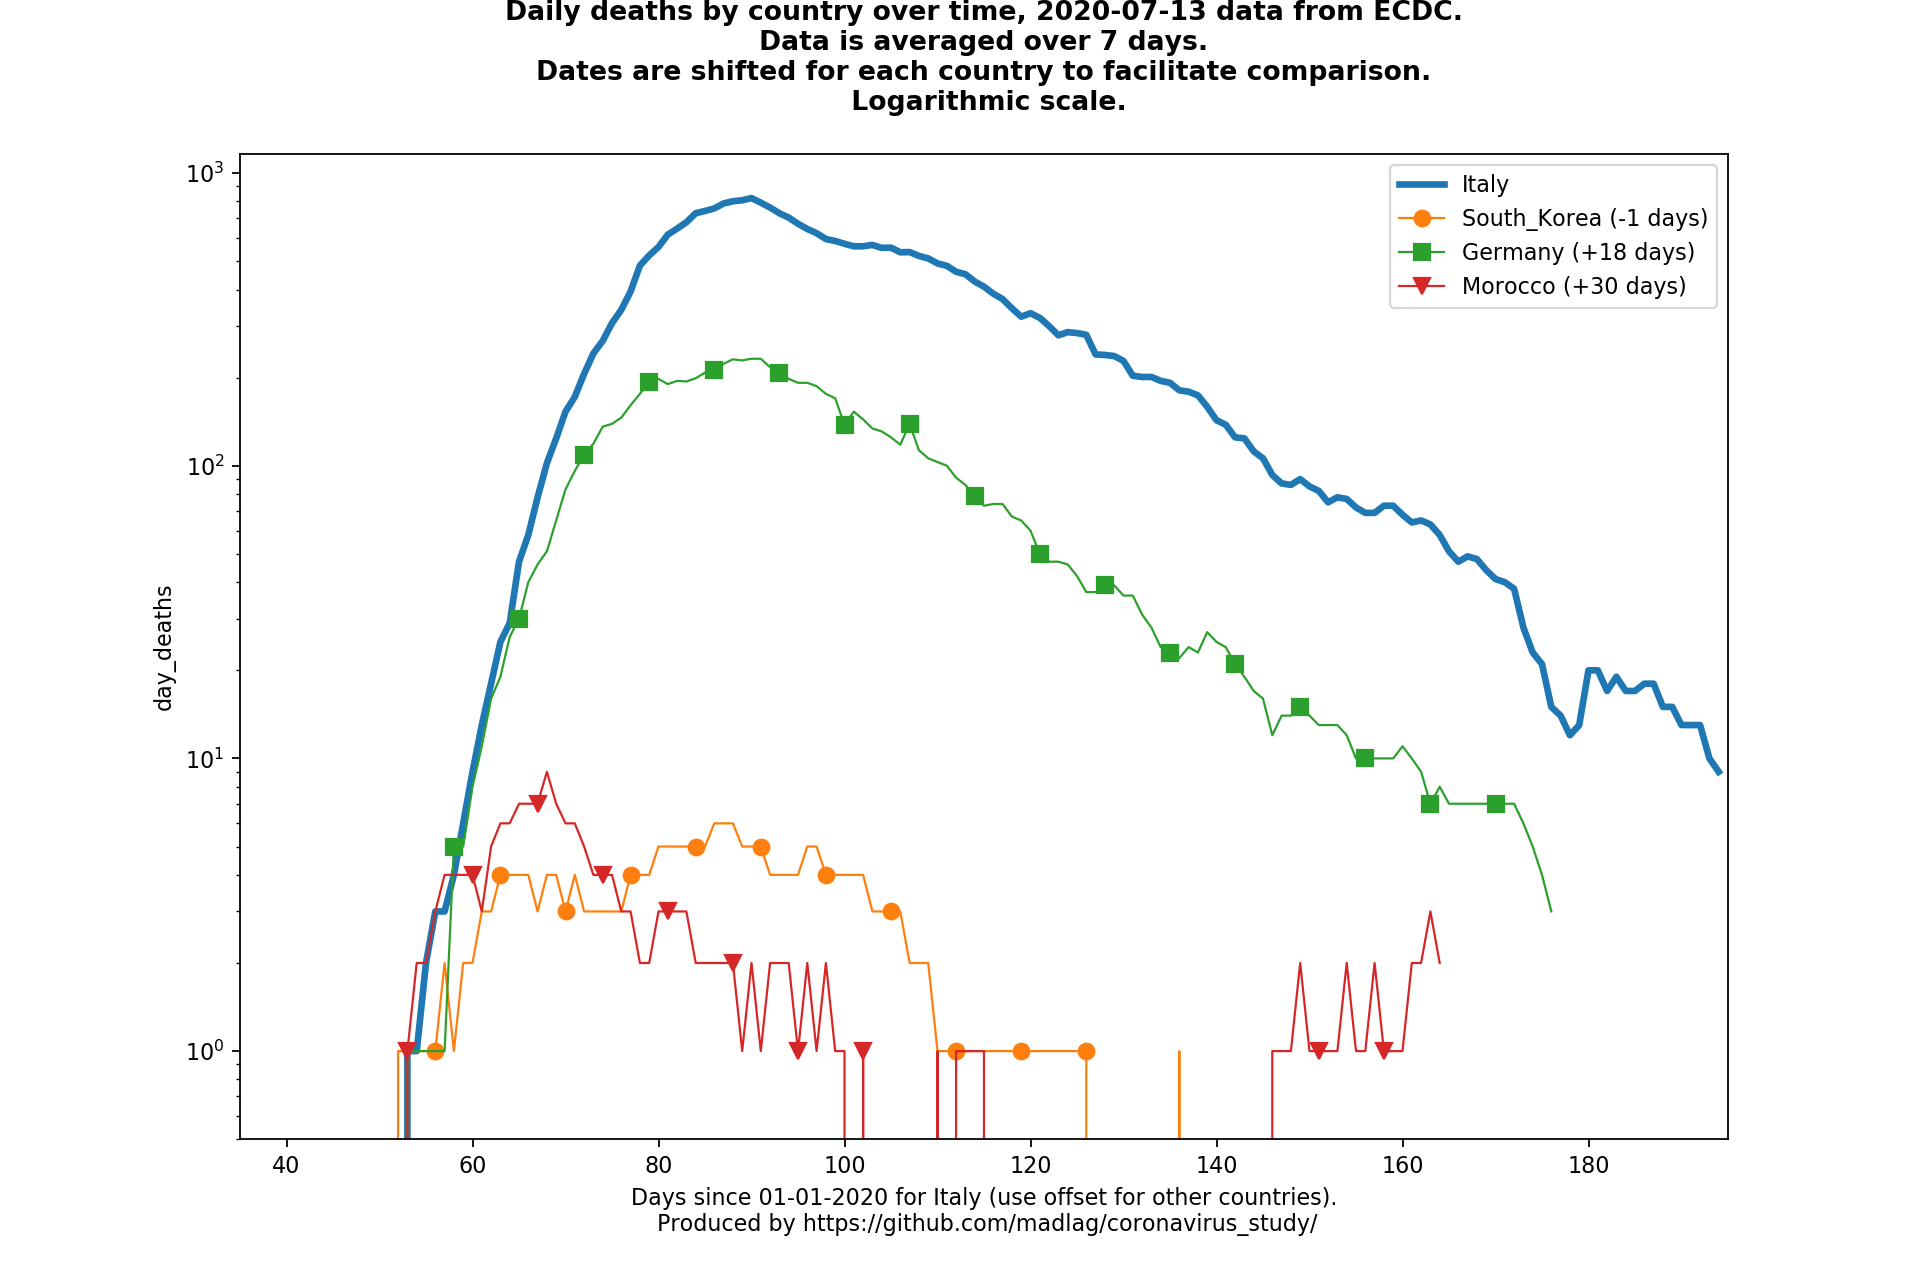 Daily deaths by country over time, 2020-07-13 data from ECDC.
Data is averaged over 7 days.
Dates are shifted for each country to facilitate comparison.
Logarithmic scale.
10³
10²
10¹
10⁰
day_deaths
Italy
South_Korea (-1 days)
Germany (+18 days)
Morocco (+30 days)
40 60 80 100 120 140 160 180
Days since 01-01-2020 for Italy (use offset for other countries).
Produced by https://github.com/madlag/coronavirus_study/